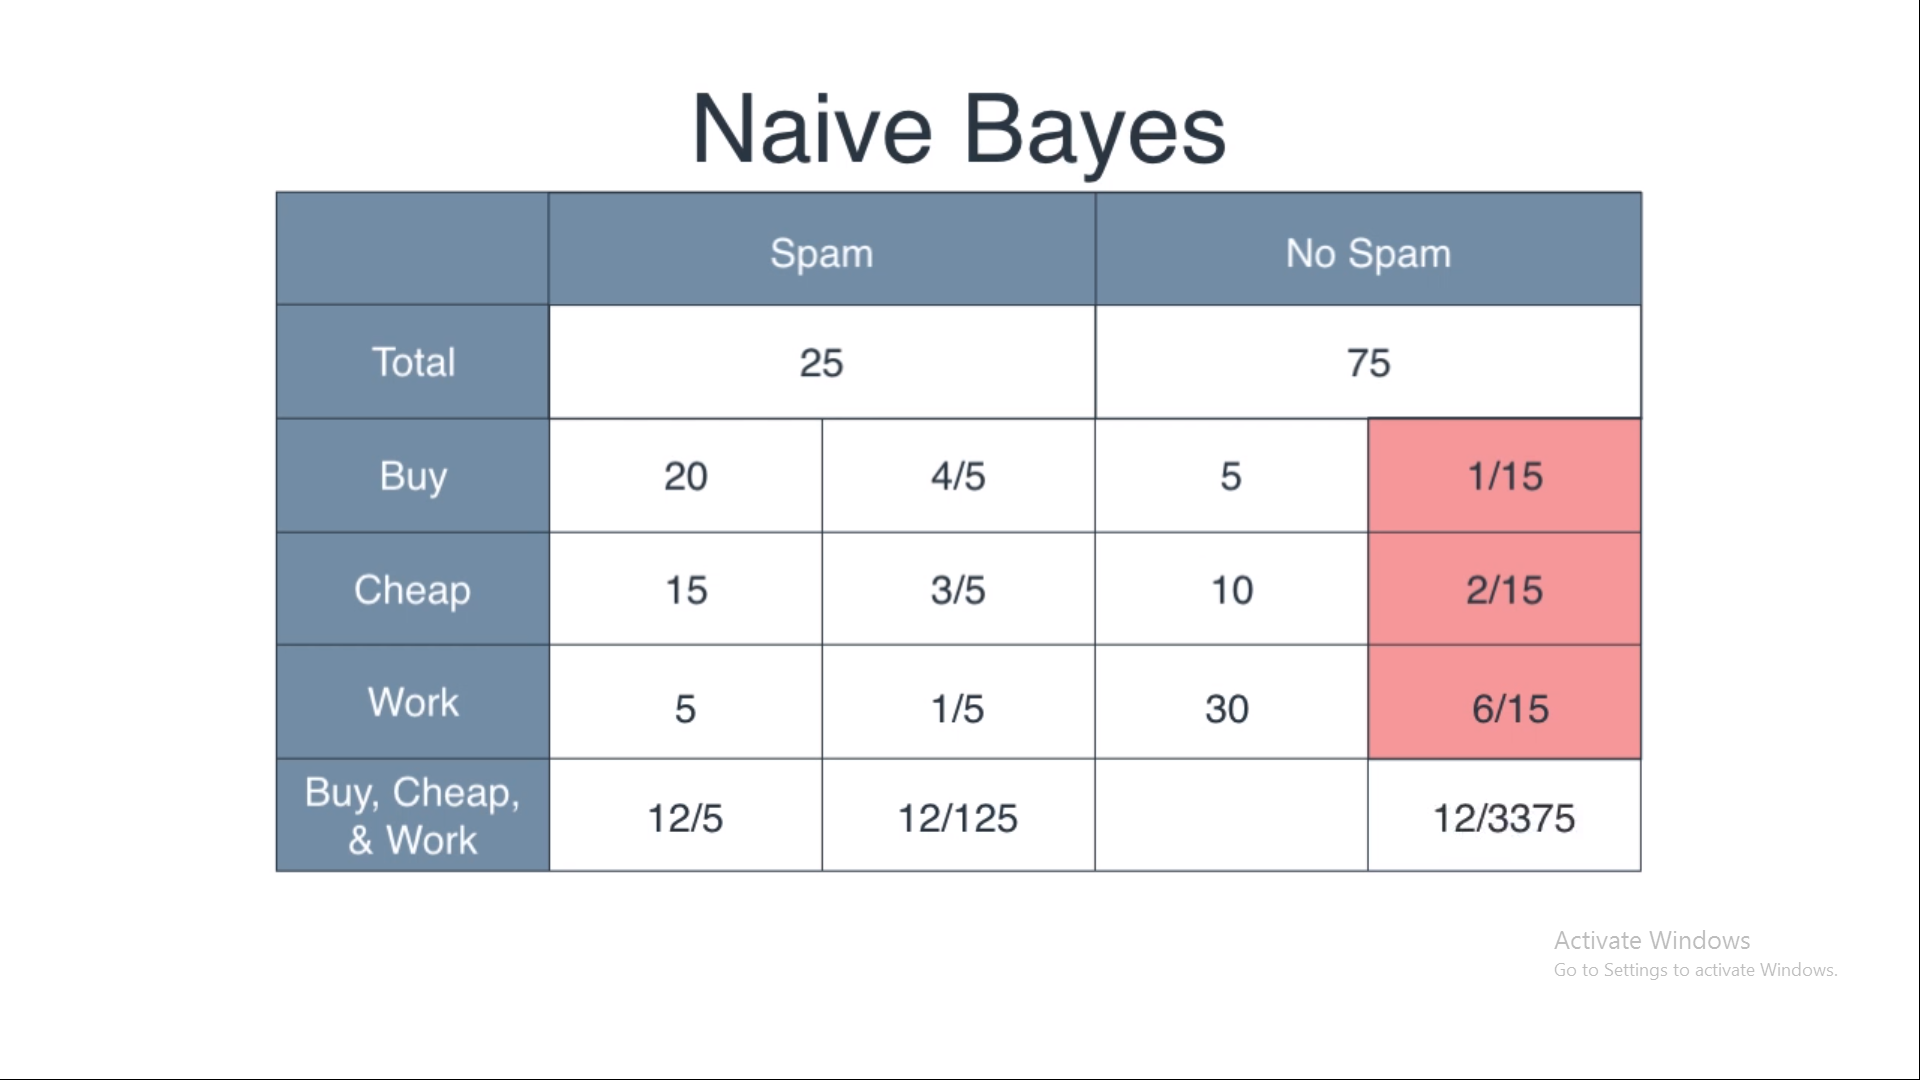 Naive Bayes
Spam No Spam
Total 25 75
Buy 20 4/5 5 1/15
Cheap 15 3/5 10 2/15
Work 5 1/5 30 6/15
Buy, Cheap,
& Work 12/5 12/125 12/3375
Activate Windows
Go to Settings to activate Windows.